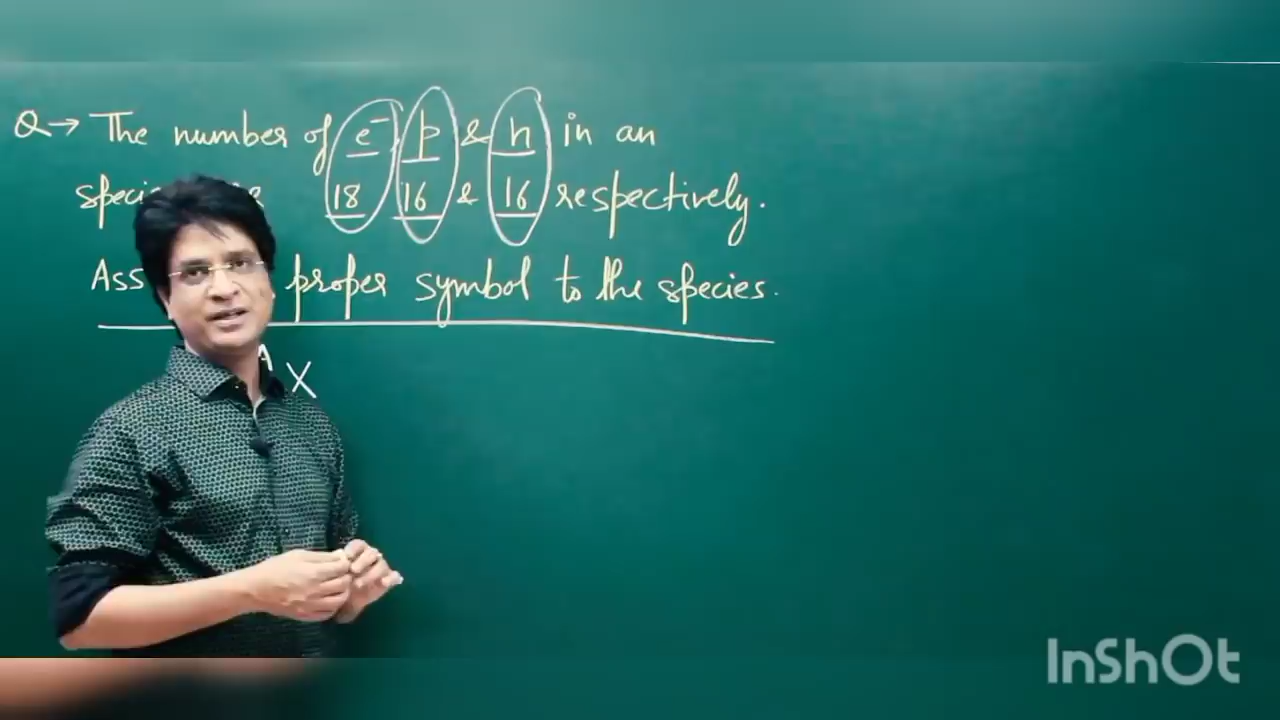 Q→ The number of e⁻, p & n in an
18 16 & 16 respectively.
proper symbol to the species.
A X
InShOt